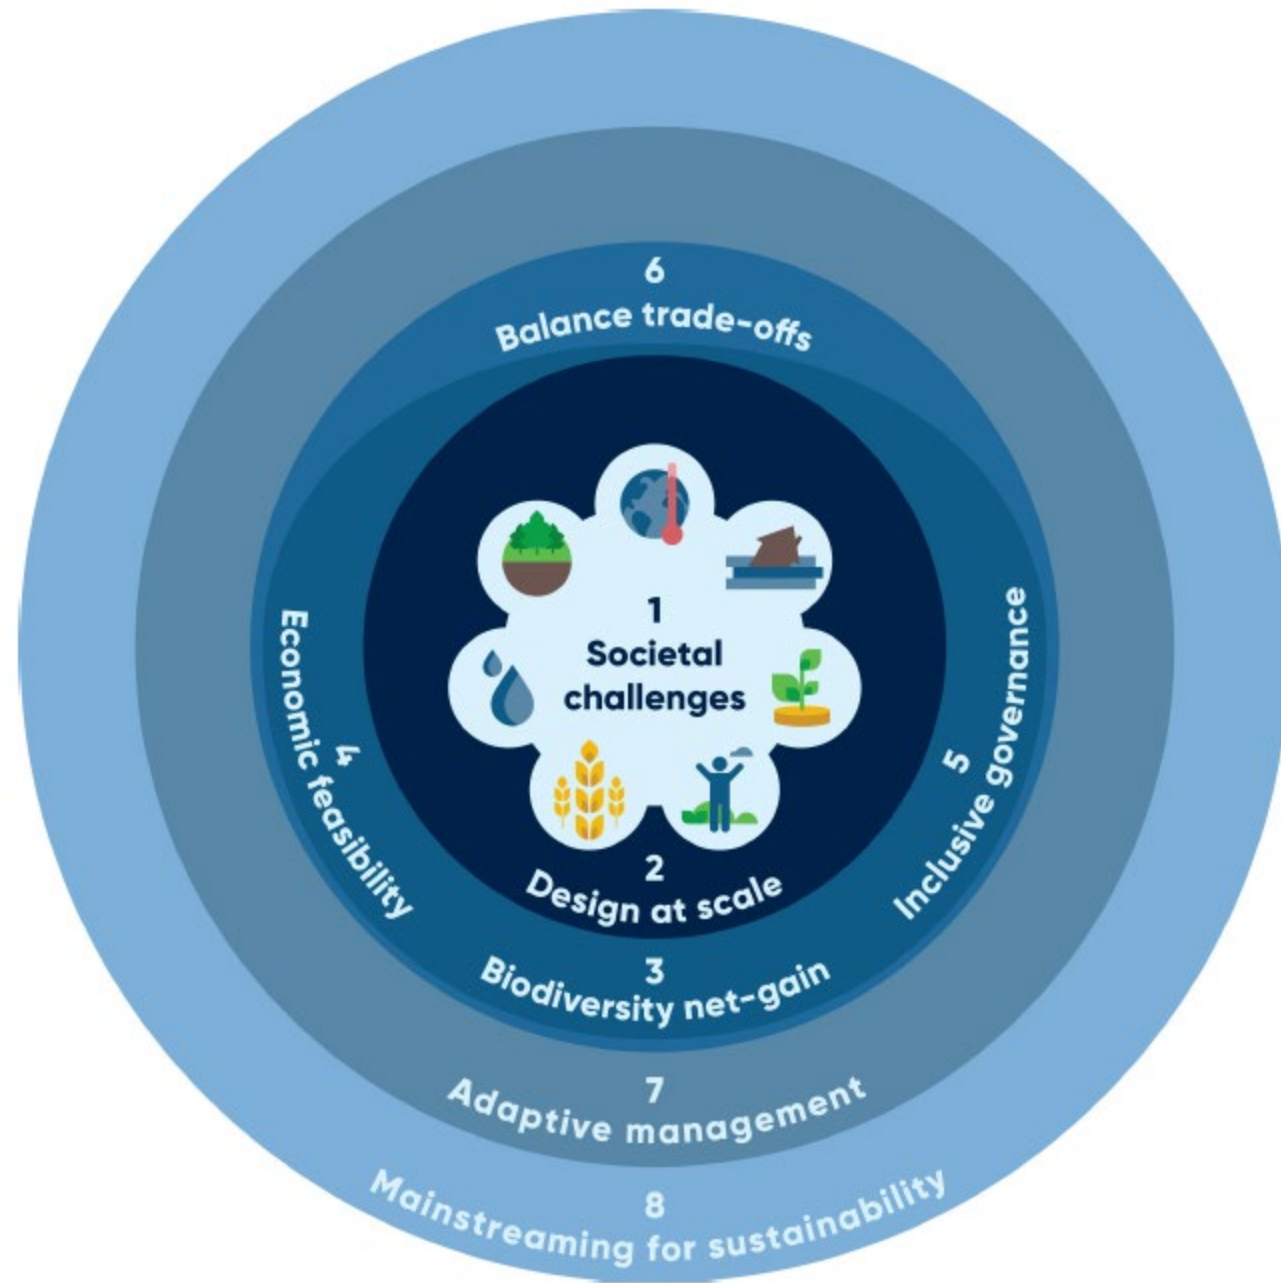 6
Balance trade-offs
1
Societal
challenges
4
Economic feasibility
5
Inclusive governance
2
Design at scale
3
Biodiversity net-gain
7
Adaptive management
8
Mainstreaming for sustainability